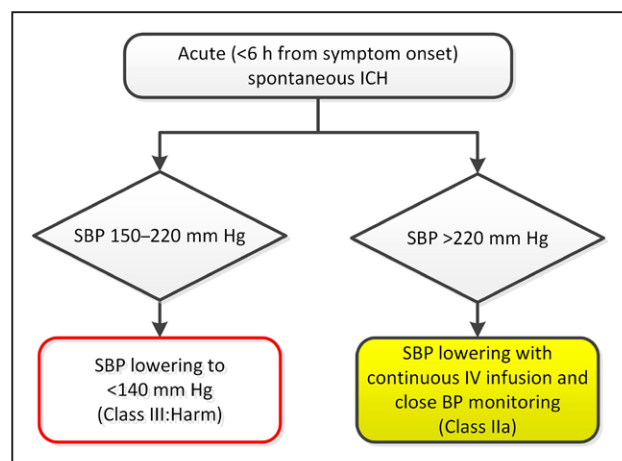 Acute (<6 h from symptom onset)
spontaneous ICH
SBP 150–220 mm Hg
SBP >220 mm Hg
SBP lowering to
<140 mm Hg
(Class III:Harm)
SBP lowering with
continuous IV infusion and
close BP monitoring
(Class IIa)